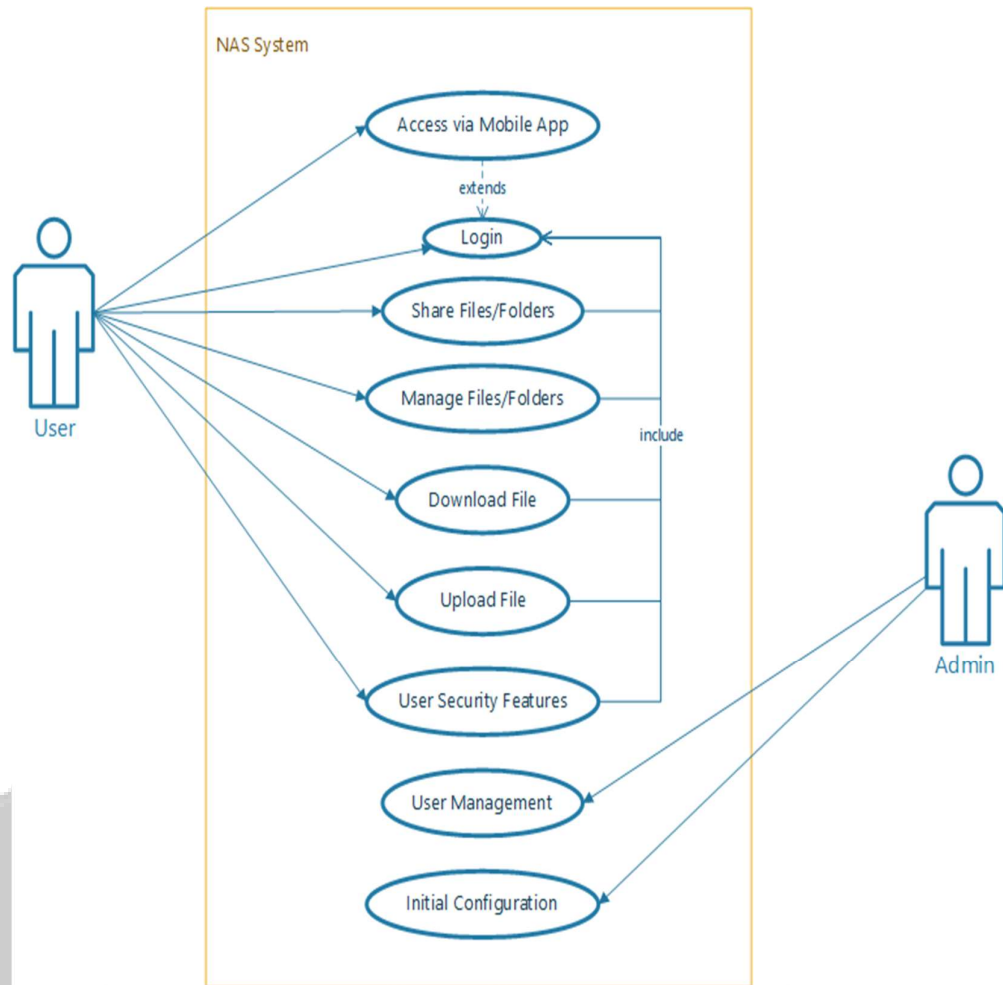 NAS System
Access via Mobile App
extends
Login
Share Files/Folders
Manage Files/Folders
User
include
Download File
Upload File
Admin
User Security Features
User Management
Initial Configuration